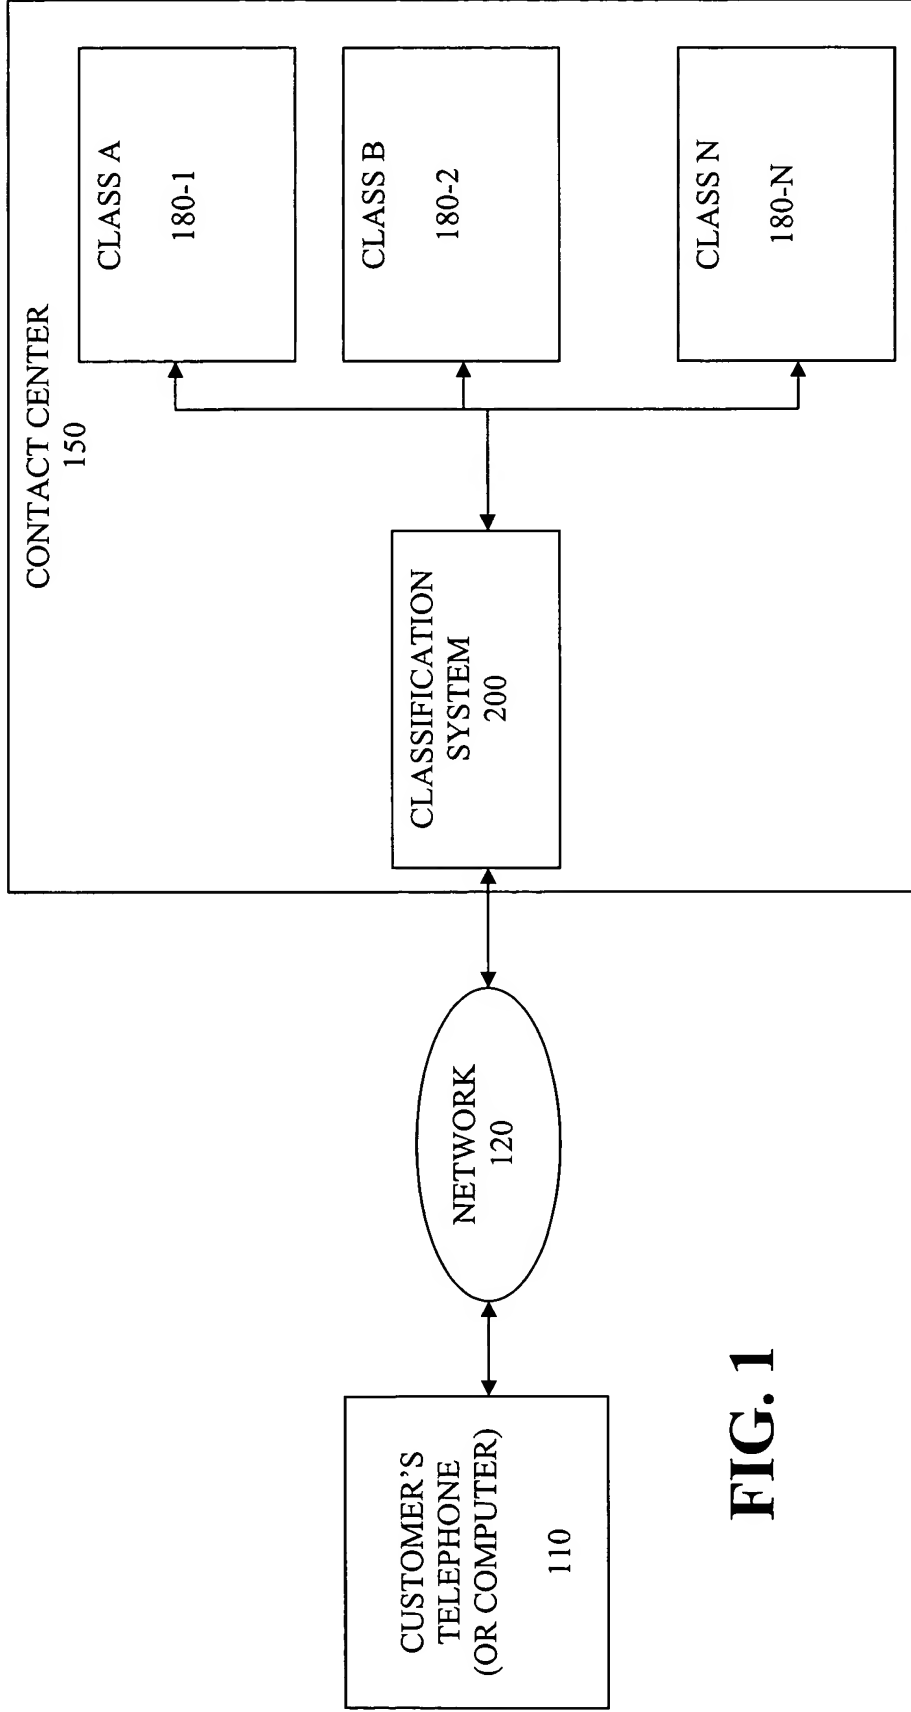 CONTACT CENTER
150
CUSTOMER'S
TELEPHONE
(OR COMPUTER)
110
NETWORK
120
CLASSIFICATION
SYSTEM
200
CLASS A
180-1
CLASS B
180-2
CLASS N
180-N
FIG. 1